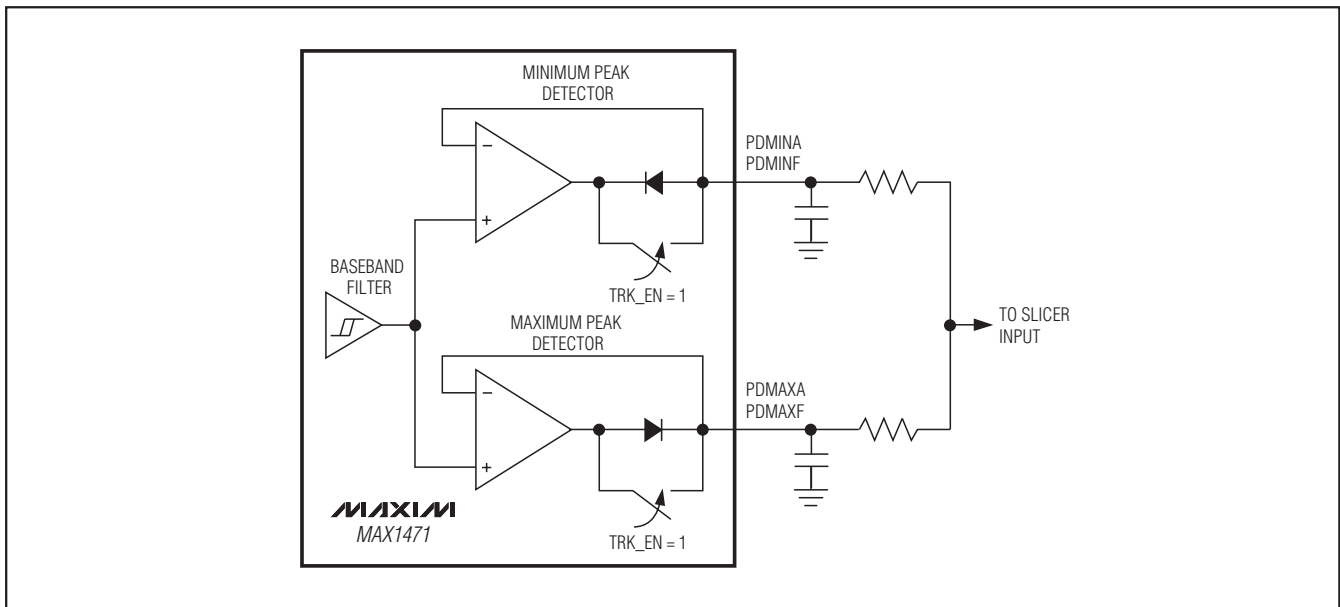 MINIMUM PEAK
DETECTOR
−
+
PDMINA
PDMINF
TRK_EN = 1
BASEBAND
FILTER
MAXIMUM PEAK
DETECTOR
−
+
PDMAXA
PDMAXF
TRK_EN = 1
TO SLICER
INPUT
MAXIM
MAX1471